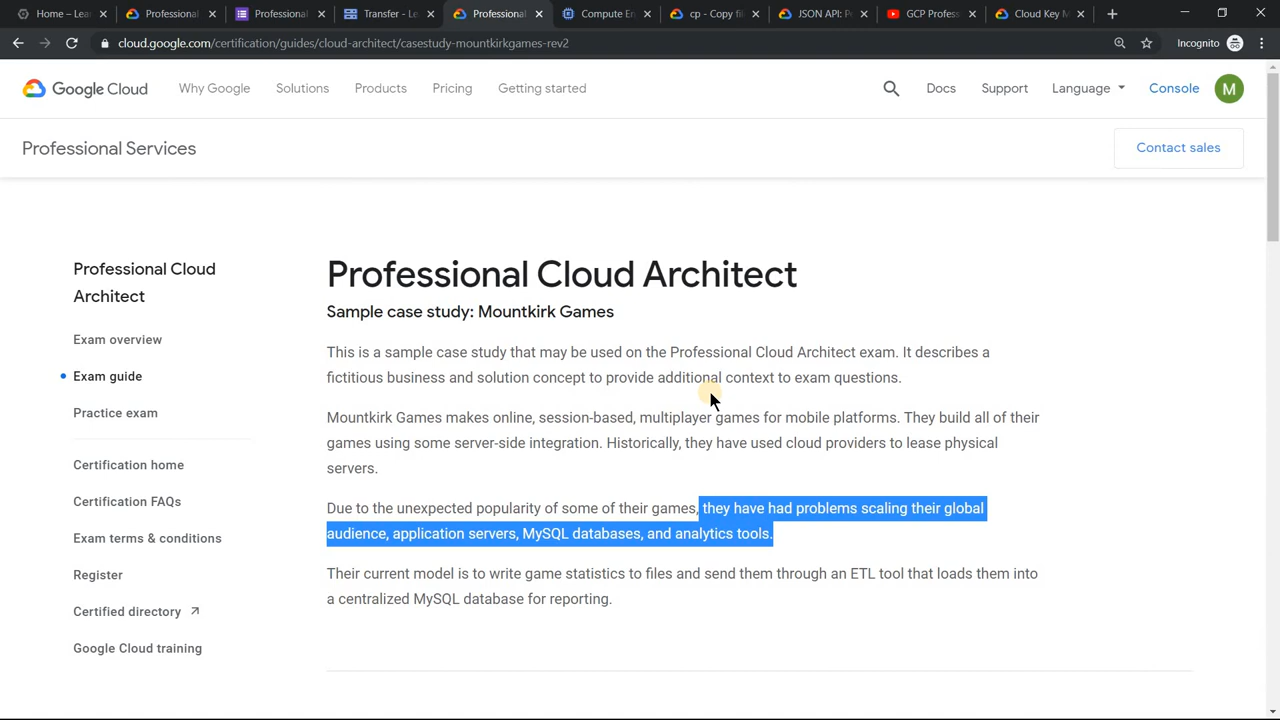 Home – Lea
Professional
Professional
Transfer - Le
Professional
Compute En
cp - Copy fil
JSON API: P
GCP Profess
Cloud Key M
cloud.google.com/certification/guides/cloud-architect/casestudy-mountkirkgames-rev2
Incognito
Google Cloud
Why Google
Solutions
Products
Pricing
Getting started
Docs
Support
Language
Console
M
Professional Services
Contact sales
Professional Cloud
Architect
Exam overview
Exam guide
Practice exam
Certification home
Certification FAQs
Exam terms & conditions
Register
Certified directory
Google Cloud training
Professional Cloud Architect
Sample case study: Mountkirk Games
This is a sample case study that may be used on the Professional Cloud Architect exam. It describes a
fictitious business and solution concept to provide additional context to exam questions.
Mountkirk Games makes online, session-based, multiplayer games for mobile platforms. They build all of their
games using some server-side integration. Historically, they have used cloud providers to lease physical
servers.
Due to the unexpected popularity of some of their games, they have had problems scaling their global
audience, application servers, MySQL databases, and analytics tools.
Their current model is to write game statistics to files and send them through an ETL tool that loads them into
a centralized MySQL database for reporting.